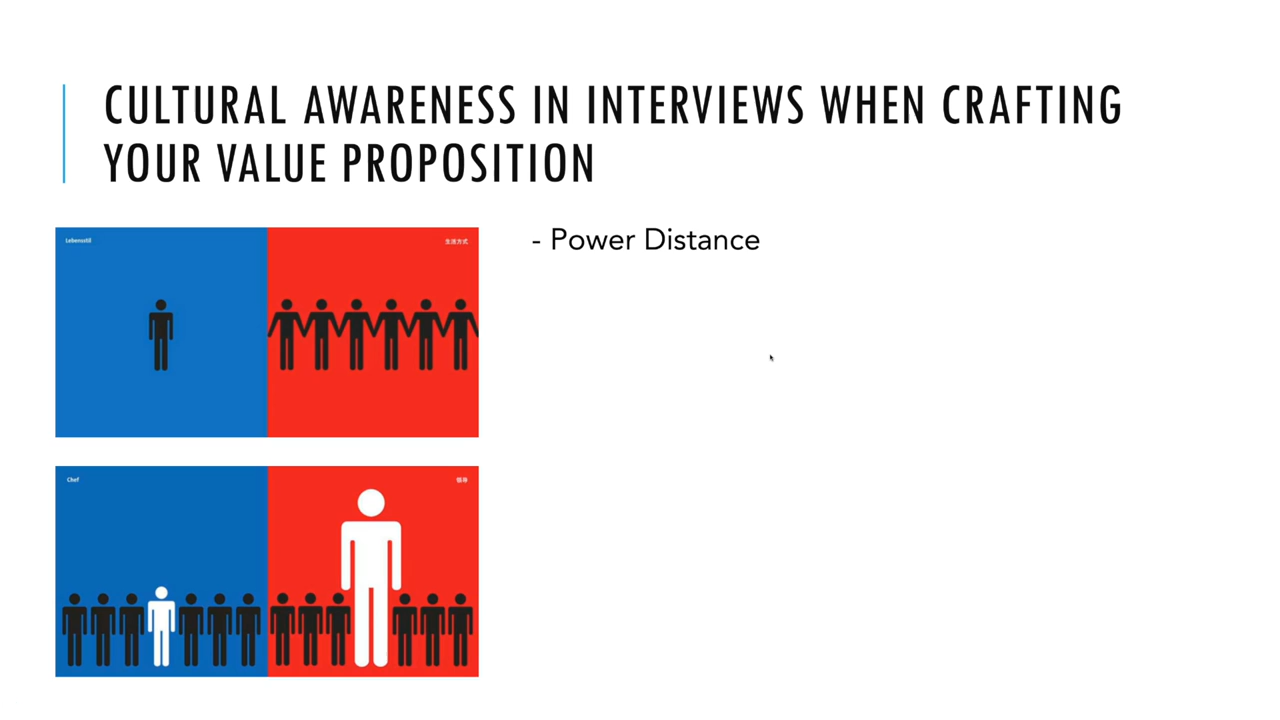 CULTURAL AWARENESS IN INTERVIEWS WHEN CRAFTING
YOUR VALUE PROPOSITION
Lebensstil
生活方式
- Power Distance
Chef
领导